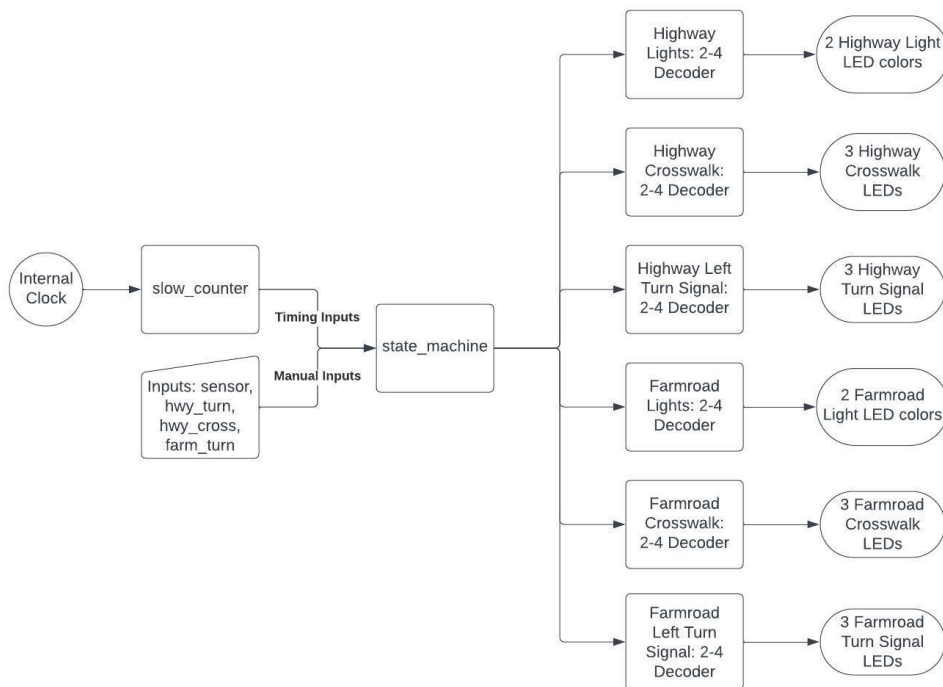 Internal
Clock
slow_counter
Inputs: sensor,
hwy_turn,
hwy_cross,
farm_turn
Timing Inputs
Manual Inputs
state_machine
Highway
Lights: 2-4
Decoder
2 Highway Light
LED colors
Highway
Crosswalk:
2-4 Decoder
3 Highway
Crosswalk
LEDs
Highway Left
Turn Signal:
2-4 Decoder
3 Highway
Turn Signal
LEDs
Farmroad
Lights: 2-4
Decoder
2 Farmroad
Light LED colors
Farmroad
Crosswalk:
2-4 Decoder
3 Farmroad
Crosswalk
LEDs
Farmroad
Left Turn
Signal: 2-4
Decoder
3 Farmroad
Turn Signal
LEDs